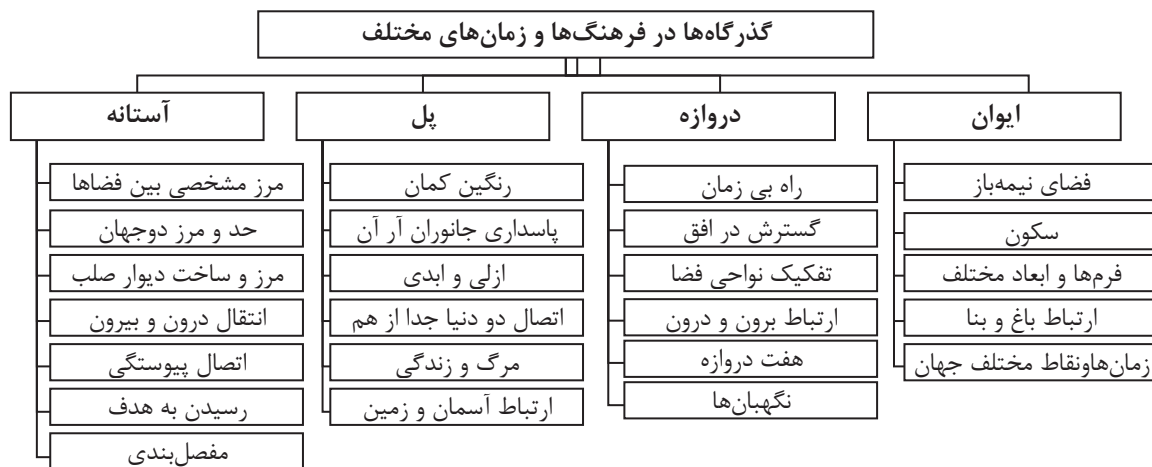 گذرگاه‌ها در فرهنگ‌ها و زمان‌های مختلف
ایوان
فضای نیمه‌باز
سکون
فرم‌ها و ابعاد مختلف
ارتباط باغ و بنا
زمان‌هاونقاط مختلف جهان
دروازه
راه بی زمان
گسترش در افق
تفکیک نواحی فضا
ارتباط برون و درون
هفت دروازه
نگهبان‌ها
پل
رنگین کمان
پاسداری جانوران آر آن
ازلی و ابدی
اتصال دو دنیا جدا از هم
مرگ و زندگی
ارتباط آسمان و زمین
آستانه
مرز مشخصی بین فضاها
حد و مرز دوجهان
مرز و ساخت دیوار صلب
انتقال درون و بیرون
اتصال پیوستگی
رسیدن به هدف
مفصل‌بندی